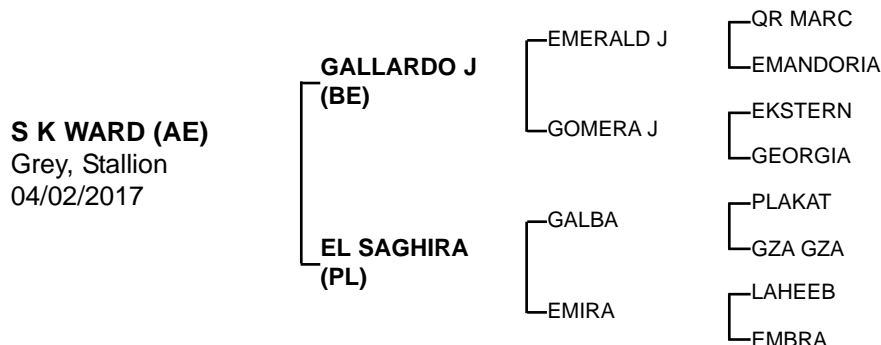 S K WARD (AE)
Grey, Stallion
04/02/2017
GALLARDO J
(BE)
EL SAGHIRA
(PL)
EMERALD J
GOMERA J
GALBA
EMIRA
QR MARC
EMANDORIA
EKSTERN
GEORGIA
PLAKAT
GZA GZA
LAHEEB
EMBRA